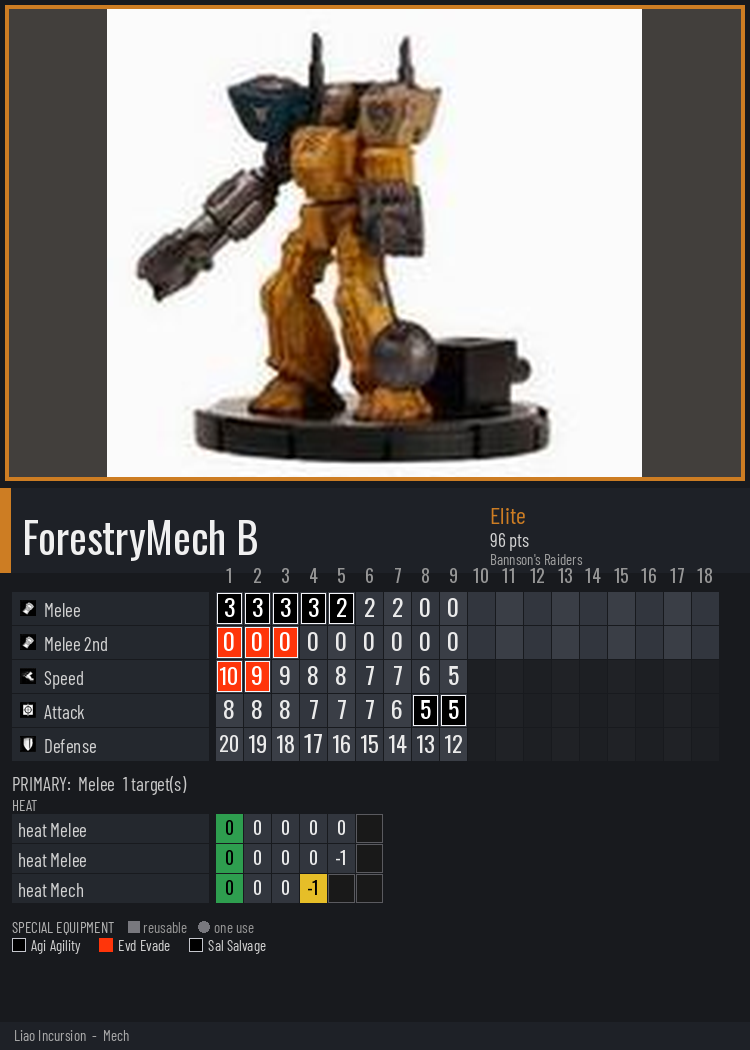 ForestryMech B
Elite
96 pts
Bannson's Raiders
1 2 3 4 5 6 7 8 9 10 11 12 13 14 15 16 17 18
Melee 3 3 3 3 2 2 2 0 0
Melee 2nd 0 0 0 0 0 0 0 0 0
Speed 10 9 9 8 8 7 7 6 5
Attack 8 8 8 7 7 7 6 5 5
Defense 20 19 18 17 16 15 14 13 12
PRIMARY: Melee 1 target(s)
HEAT
heat Melee 0 0 0 0 0
heat Melee 0 0 0 0 -1
heat Mech 0 0 0 -1
SPECIAL EQUIPMENT reusable one use
Agi Agility Evd Evade Sal Salvage
Liao Incursion - Mech